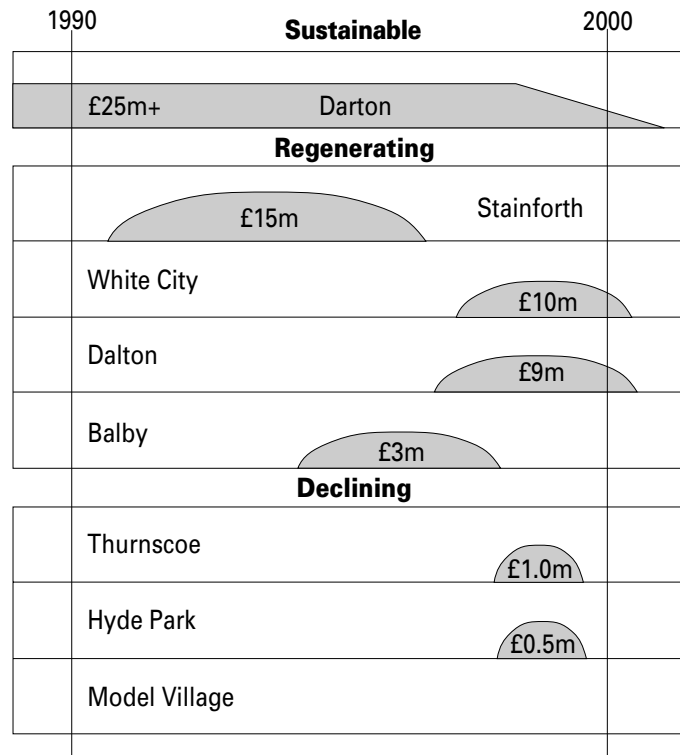 1990 2000
Sustainable
£25m+ Darton
Regenerating
£15m Stainforth
White City £10m
Dalton £9m
Balby £3m
Declining
Thurnscoe £1.0m
Hyde Park £0.5m
Model Village